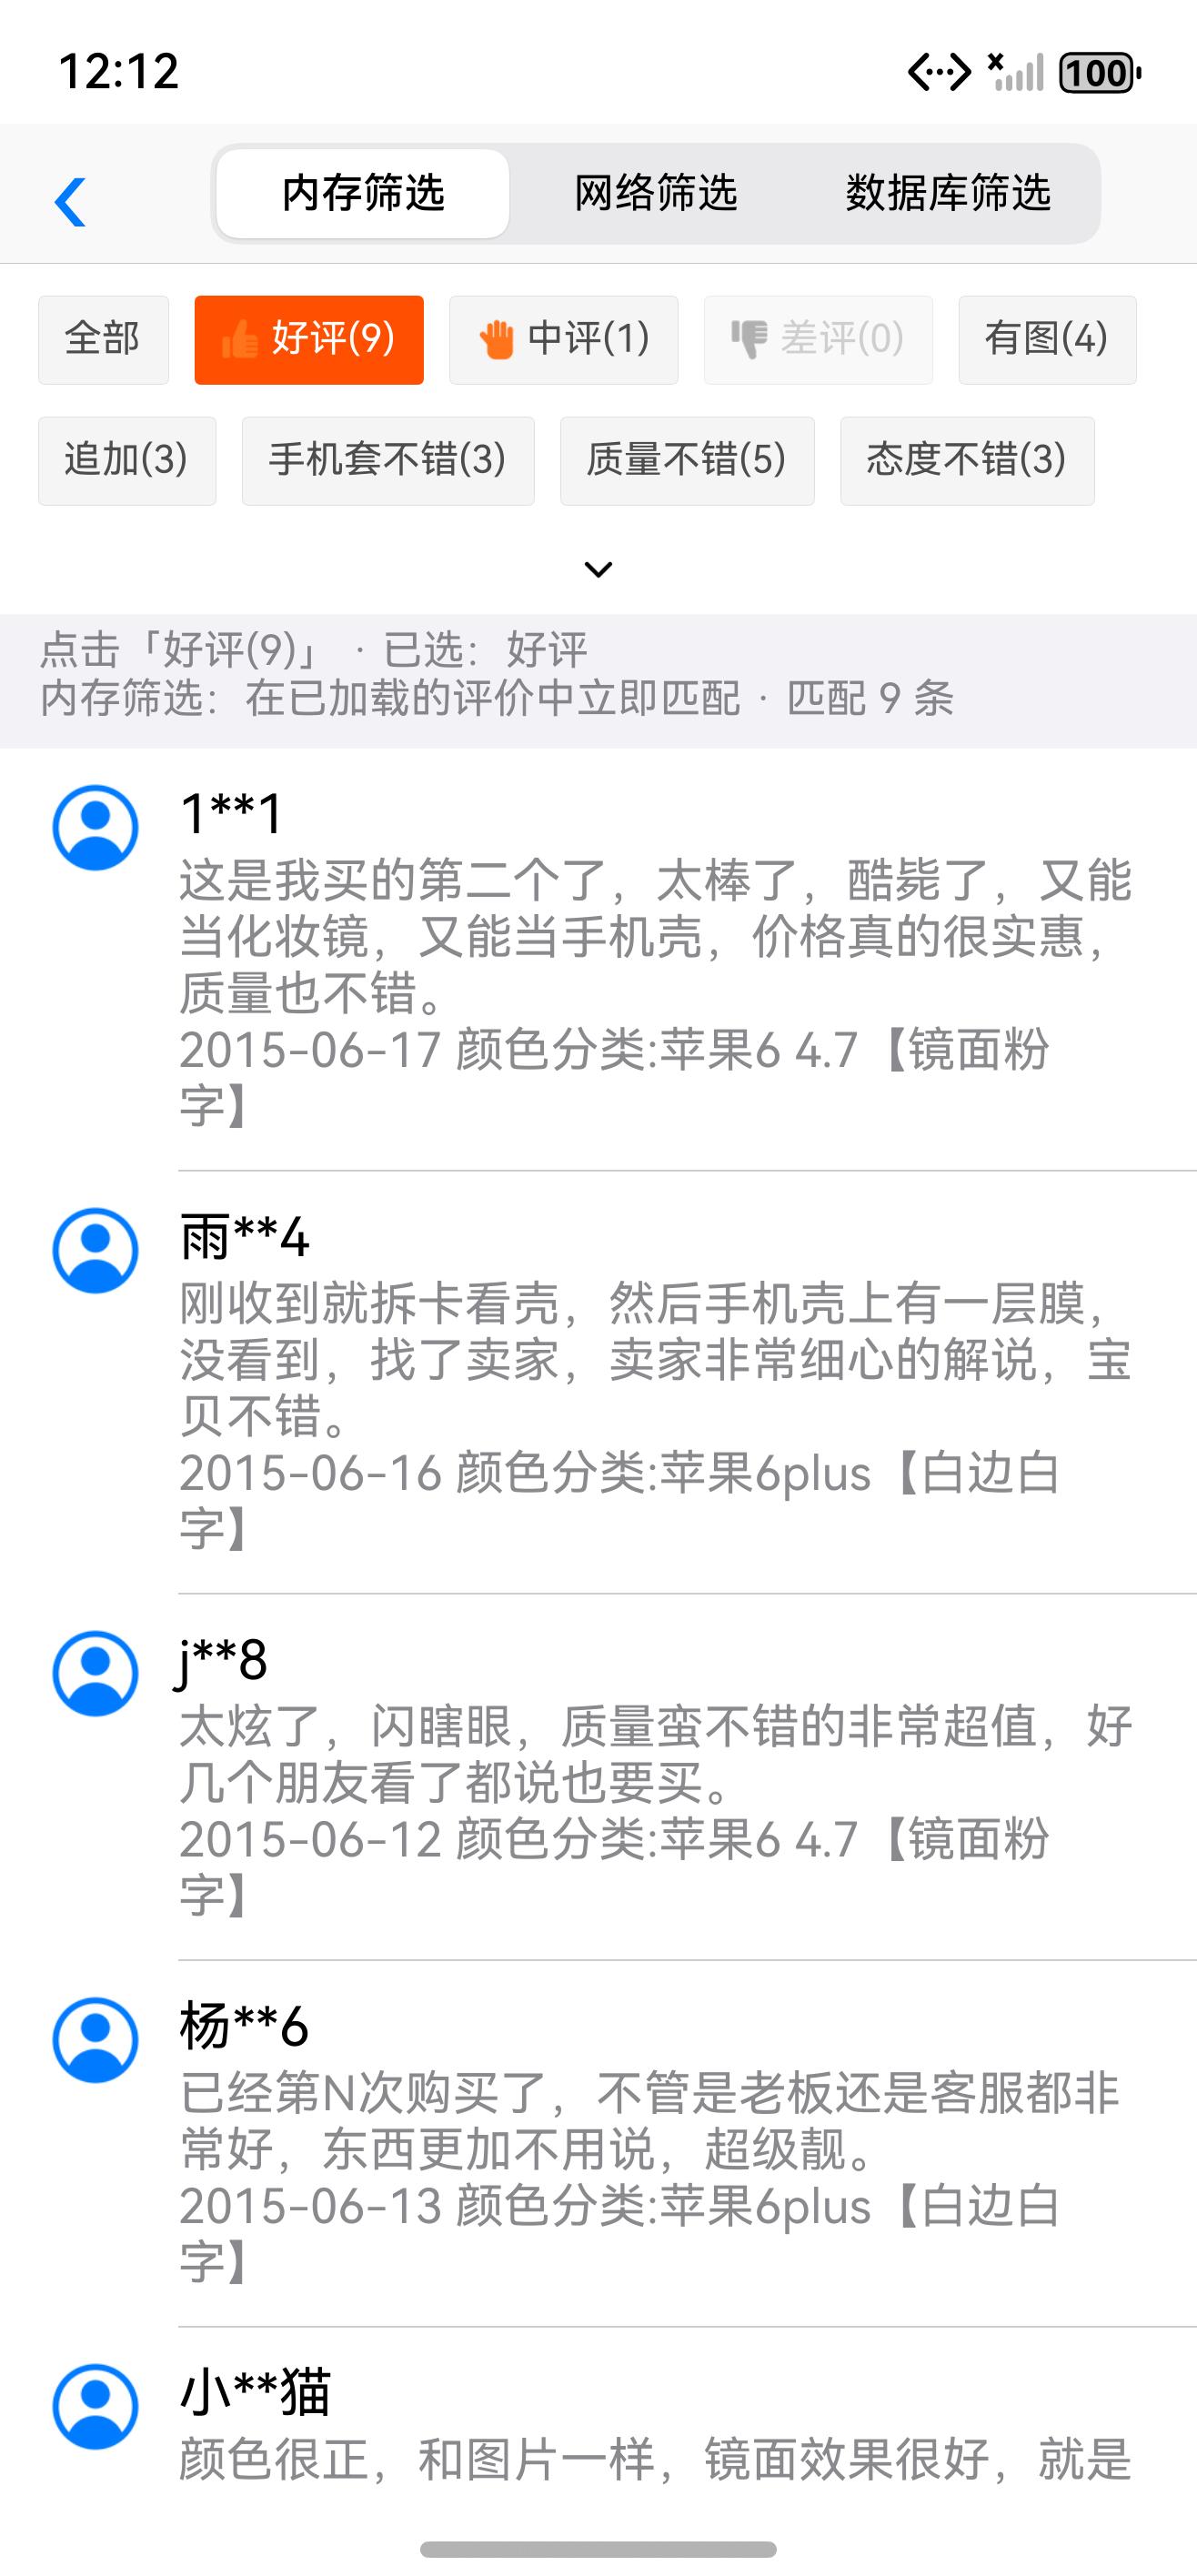 12:12
100
内存筛选 网络筛选 数据库筛选
全部 好评(9) 中评(1) 差评(0) 有图(4)
追加(3) 手机套不错(3) 质量不错(5) 态度不错(3)
点击「好评(9)」 · 已选：好评
内存筛选：在已加载的评价中立即匹配 · 匹配 9 条
1**1
这是我买的第二个了，太棒了，酷毙了，又能
当化妆镜，又能当手机壳，价格真的很实惠，
质量也不错。
2015-06-17 颜色分类:苹果6 4.7【镜面粉
字】
雨**4
刚收到就拆卡看壳，然后手机壳上有一层膜，
没看到，找了卖家，卖家非常细心的解说，宝
贝不错。
2015-06-16 颜色分类:苹果6plus【白边白
字】
j**8
太炫了，闪瞎眼，质量蛮不错的非常超值，好
几个朋友看了都说也要买。
2015-06-12 颜色分类:苹果6 4.7【镜面粉
字】
杨**6
已经第N次购买了，不管是老板还是客服都非
常好，东西更加不用说，超级靓。
2015-06-13 颜色分类:苹果6plus【白边白
字】
小**猫
颜色很正，和图片一样，镜面效果很好，就是